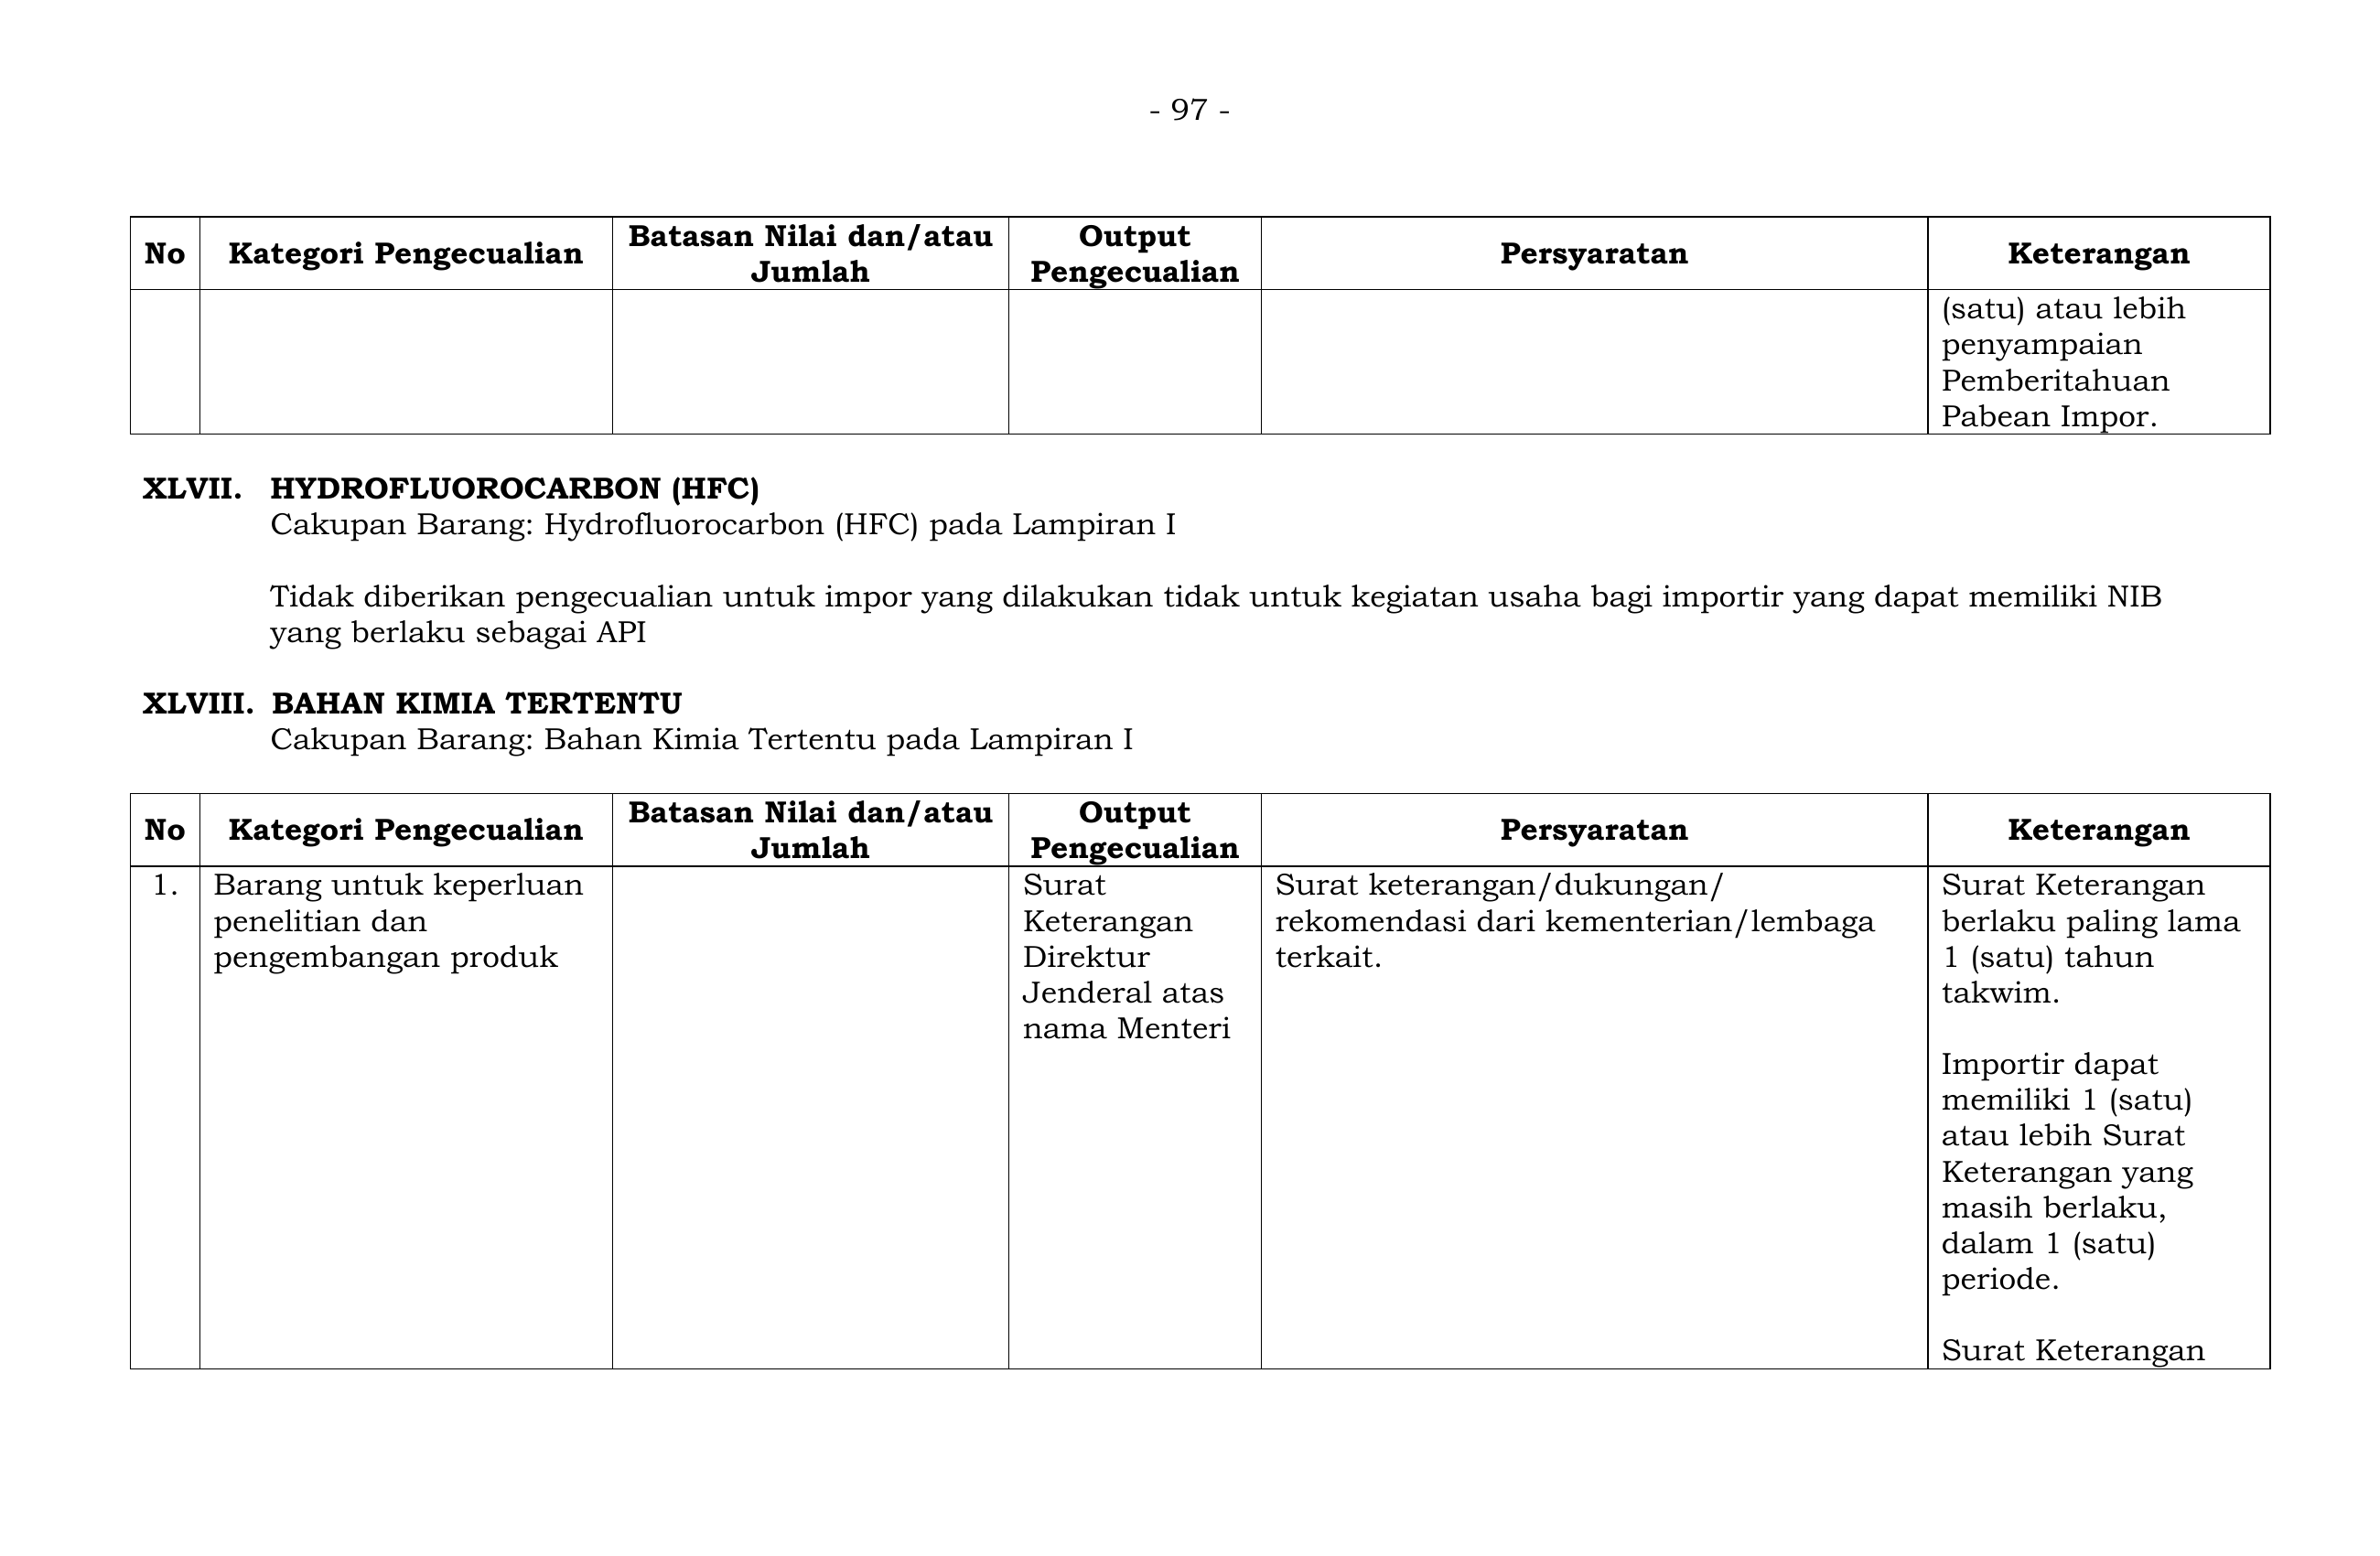 - 97 -
No
Kategori Pengecualian
Batasan Nilai dan/atau
Jumlah
Output
Pengecualian
Persyaratan
Keterangan
(satu) atau lebih
penyampaian
Pemberitahuan
Pabean Impor.
XLVII. HYDROFLUOROCARBON (HFC)
Cakupan Barang: Hydrofluorocarbon (HFC) pada Lampiran I
Tidak diberikan pengecualian untuk impor yang dilakukan tidak untuk kegiatan usaha bagi importir yang dapat memiliki NIB
yang berlaku sebagai API
XLVIII. BAHAN KIMIA TERTENTU
Cakupan Barang: Bahan Kimia Tertentu pada Lampiran I
No
Kategori Pengecualian
Batasan Nilai dan/atau
Jumlah
Output
Pengecualian
Persyaratan
Keterangan
1.
Barang untuk keperluan
penelitian dan
pengembangan produk
Surat
Keterangan
Direktur
Jenderal atas
nama Menteri
Surat keterangan/dukungan/
rekomendasi dari kementerian/lembaga
terkait.
Surat Keterangan
berlaku paling lama
1 (satu) tahun
takwim.
Importir dapat
memiliki 1 (satu)
atau lebih Surat
Keterangan yang
masih berlaku,
dalam 1 (satu)
periode.
Surat Keterangan